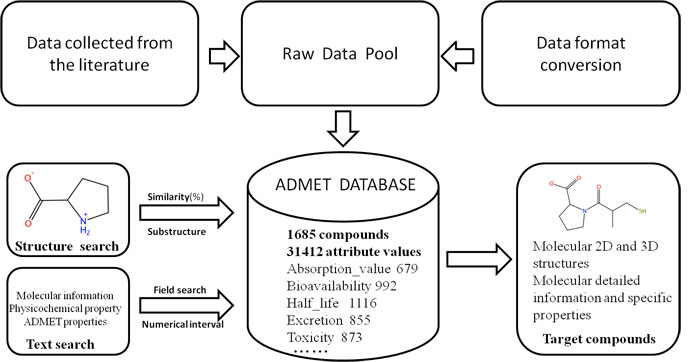 Data collected from
the literature
Raw Data Pool
Data format
conversion
O-
O
N+
H2
Structure search
Similarity(%)
Substructure
Molecular information
Physicochemical property
ADMET properties
Text search
Field search
Numerical interval
ADMET DATABASE
1685 compounds
31412 attribute values
Absorption_value 679
Bioavailability 992
Half_life 1116
Excretion 855
Toxicity 873
······
O-
O
O
N
SH
Molecular 2D and 3D
structures
Molecular detailed
information and specific
properties
Target compounds